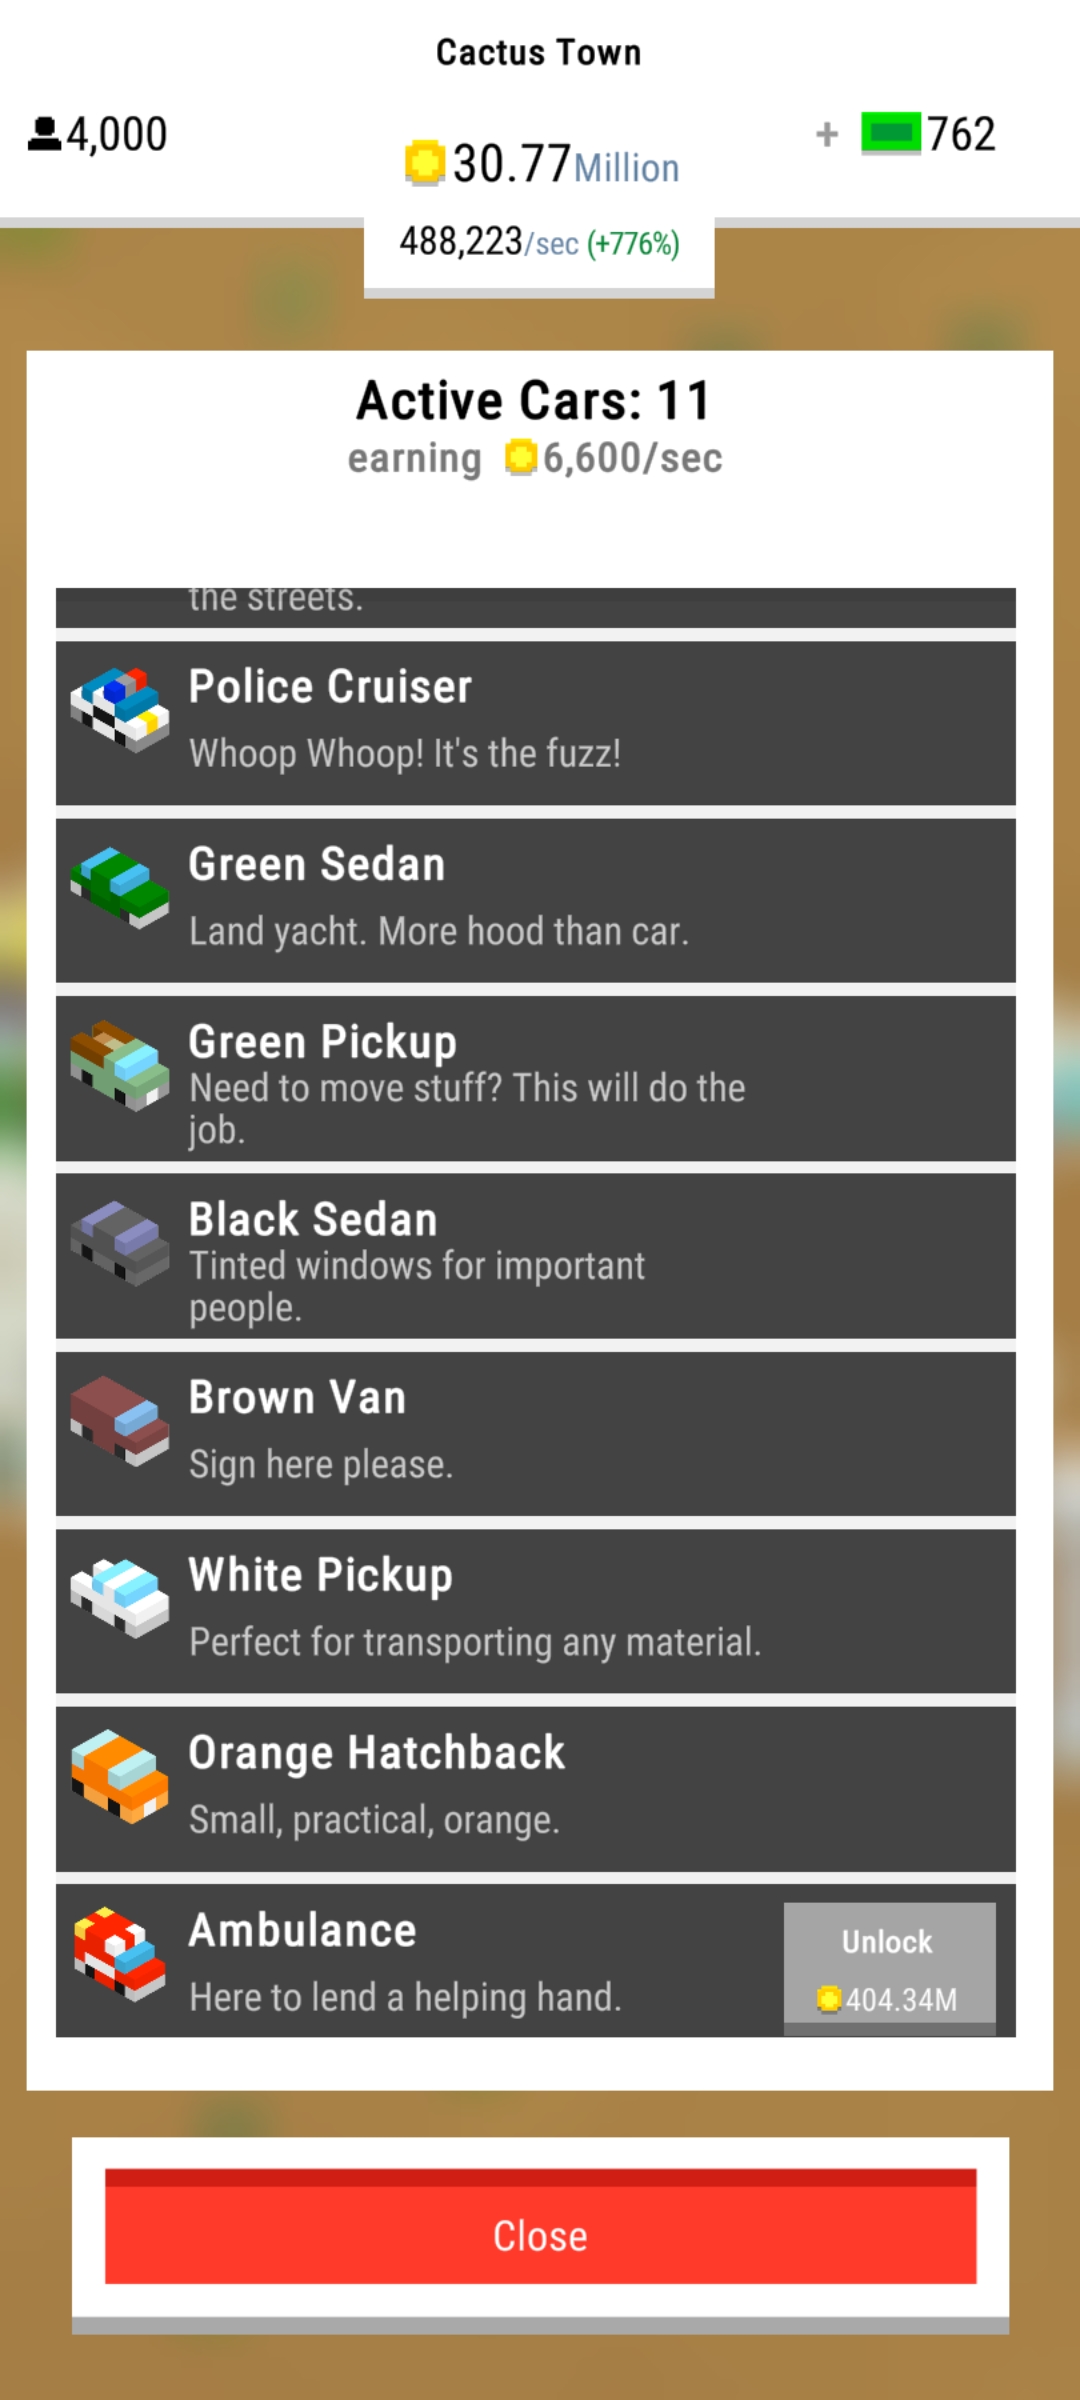 Cactus Town
4,000
30.77Million
+ 762
488,223/sec (+776%)
Active Cars: 11
earning 6,600/sec
the streets.
Police Cruiser
Whoop Whoop! It's the fuzz!
Green Sedan
Land yacht. More hood than car.
Green Pickup
Need to move stuff? This will do the
job.
Black Sedan
Tinted windows for important
people.
Brown Van
Sign here please.
White Pickup
Perfect for transporting any material.
Orange Hatchback
Small, practical, orange.
Ambulance
Here to lend a helping hand.
Unlock
404.34M
Close